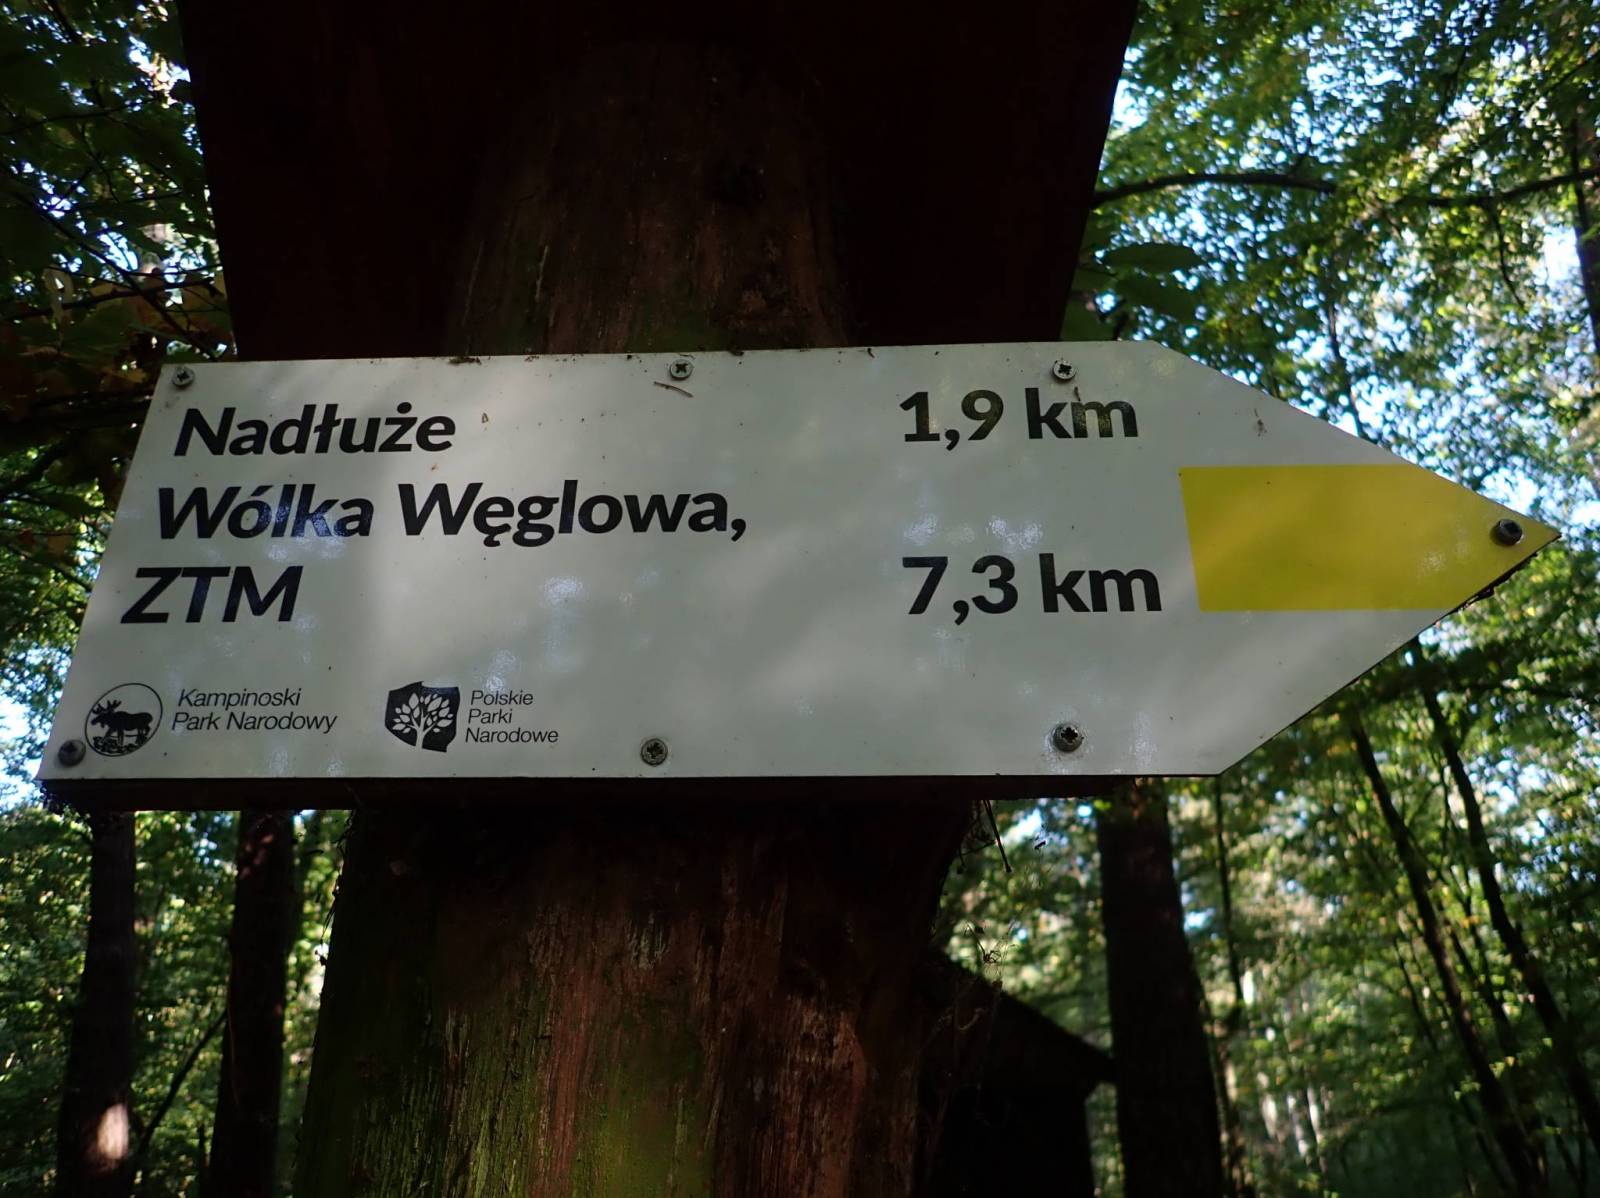 Nadłuże 1,9 km
Wólka Węglowa,
ZTM 7,3 km
Kampinoski
Park Narodowy
Polskie
Parki
Narodowe